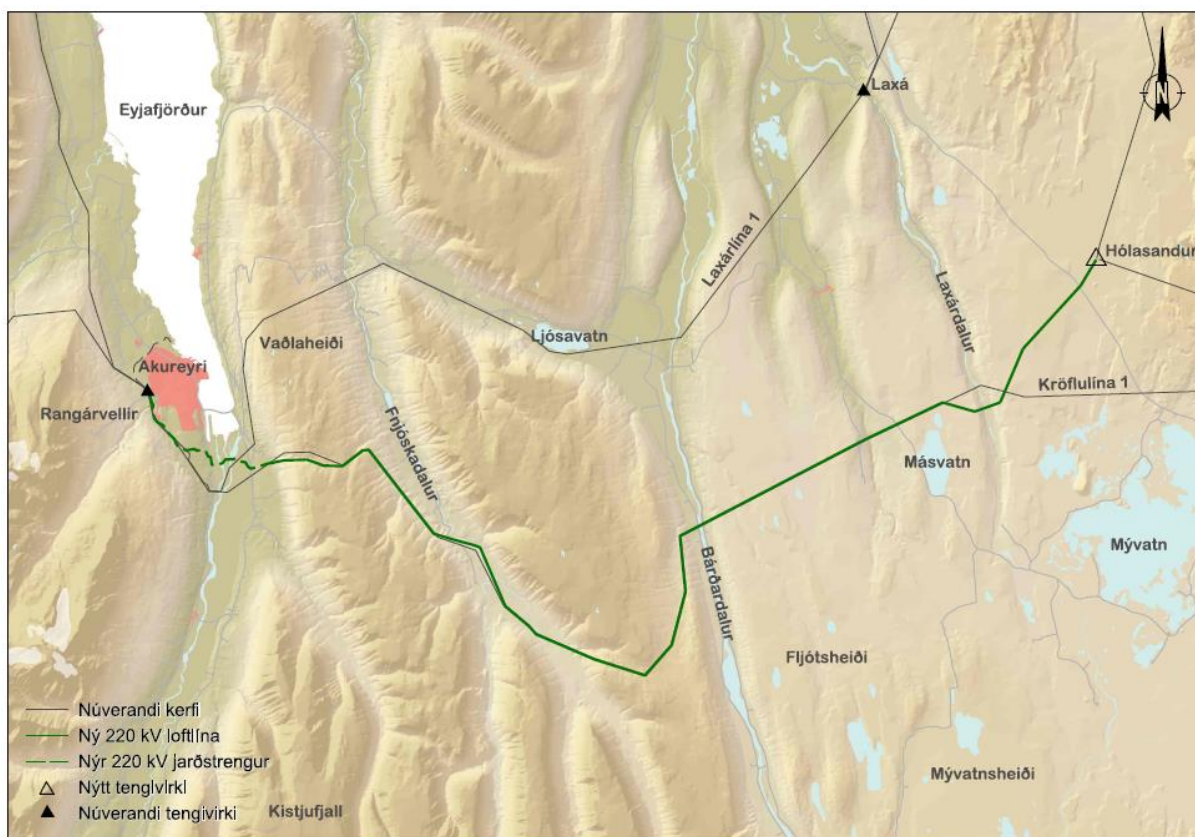 Eyjafjörður
Laxá
N
Hólasandur
Laxárlína 1
Laxárdalur
Ljósavatn
Vaðlaheiði
Akureyri
Rangárvellir
Kröflulína 1
Fnjóskadalur
Másvatn
Mývatn
Bárðardalur
Fljótsheiði
Mývatnsheiði
Kistjufjall
Núverandi kerfi
Ný 220 kV loftlína
Nýr 220 kV jarðstrengur
Nýtt tengivirki
Núverandi tengivirki